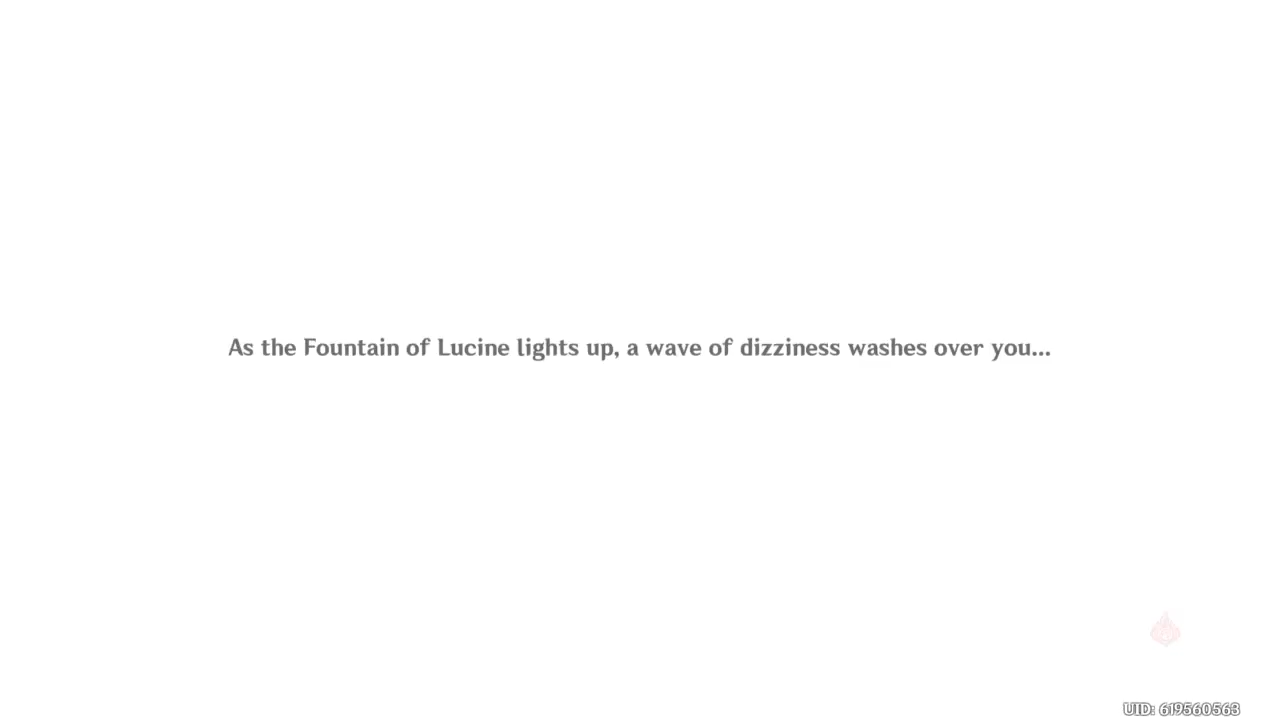 As the Fountain of Lucine lights up, a wave of dizziness washes over you...
UID: 619560563